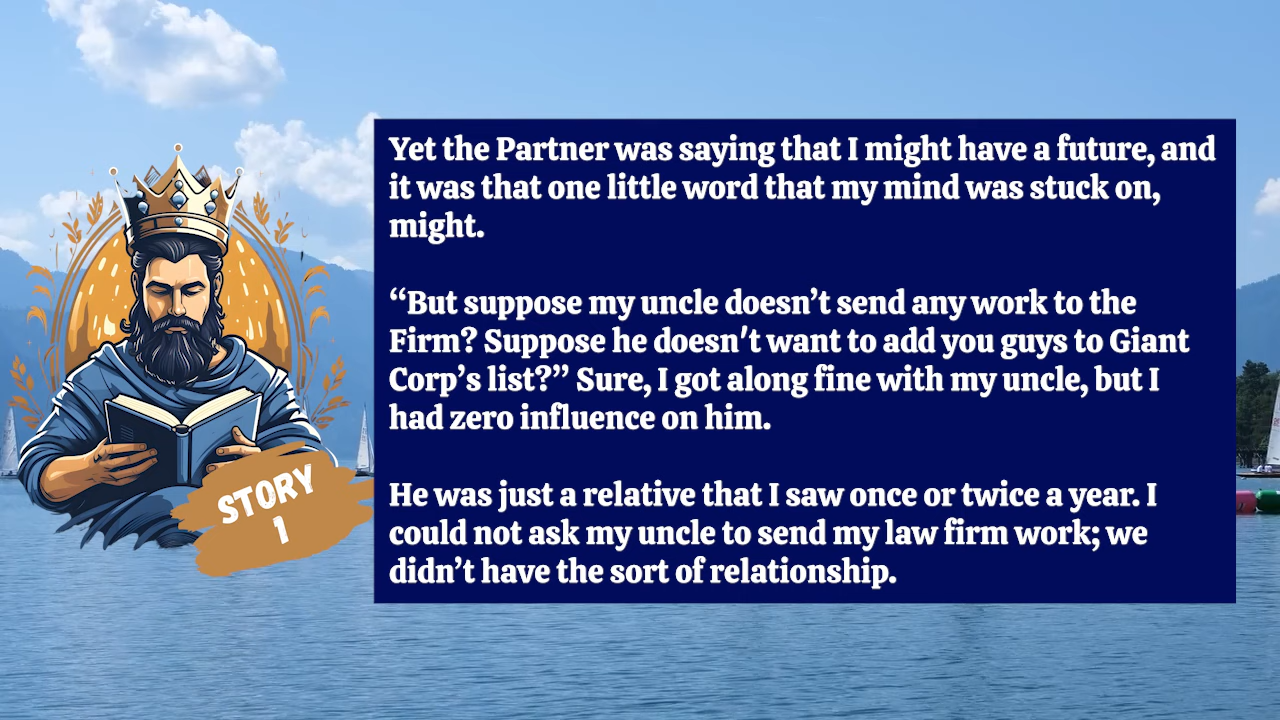 Yet the Partner was saying that I might have a future, and
it was that one little word that my mind was stuck on,
might.
“But suppose my uncle doesn’t send any work to the
Firm? Suppose he doesn't want to add you guys to Giant
Corp’s list?” Sure, I got along fine with my uncle, but I
had zero influence on him.
He was just a relative that I saw once or twice a year. I
could not ask my uncle to send my law firm work; we
didn’t have the sort of relationship.
STORY
1